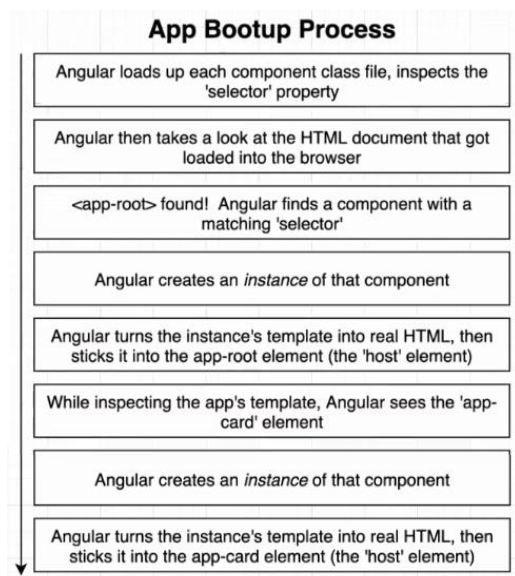 App Bootup Process
Angular loads up each component class file, inspects the
'selector' property
Angular then takes a look at the HTML document that got
loaded into the browser
<app-root> found! Angular finds a component with a
matching 'selector'
Angular creates an instance of that component
Angular turns the instance's template into real HTML, then
sticks it into the app-root element (the 'host' element)
While inspecting the app's template, Angular sees the 'app-
card' element
Angular creates an instance of that component
Angular turns the instance's template into real HTML, then
sticks it into the app-card element (the 'host' element)